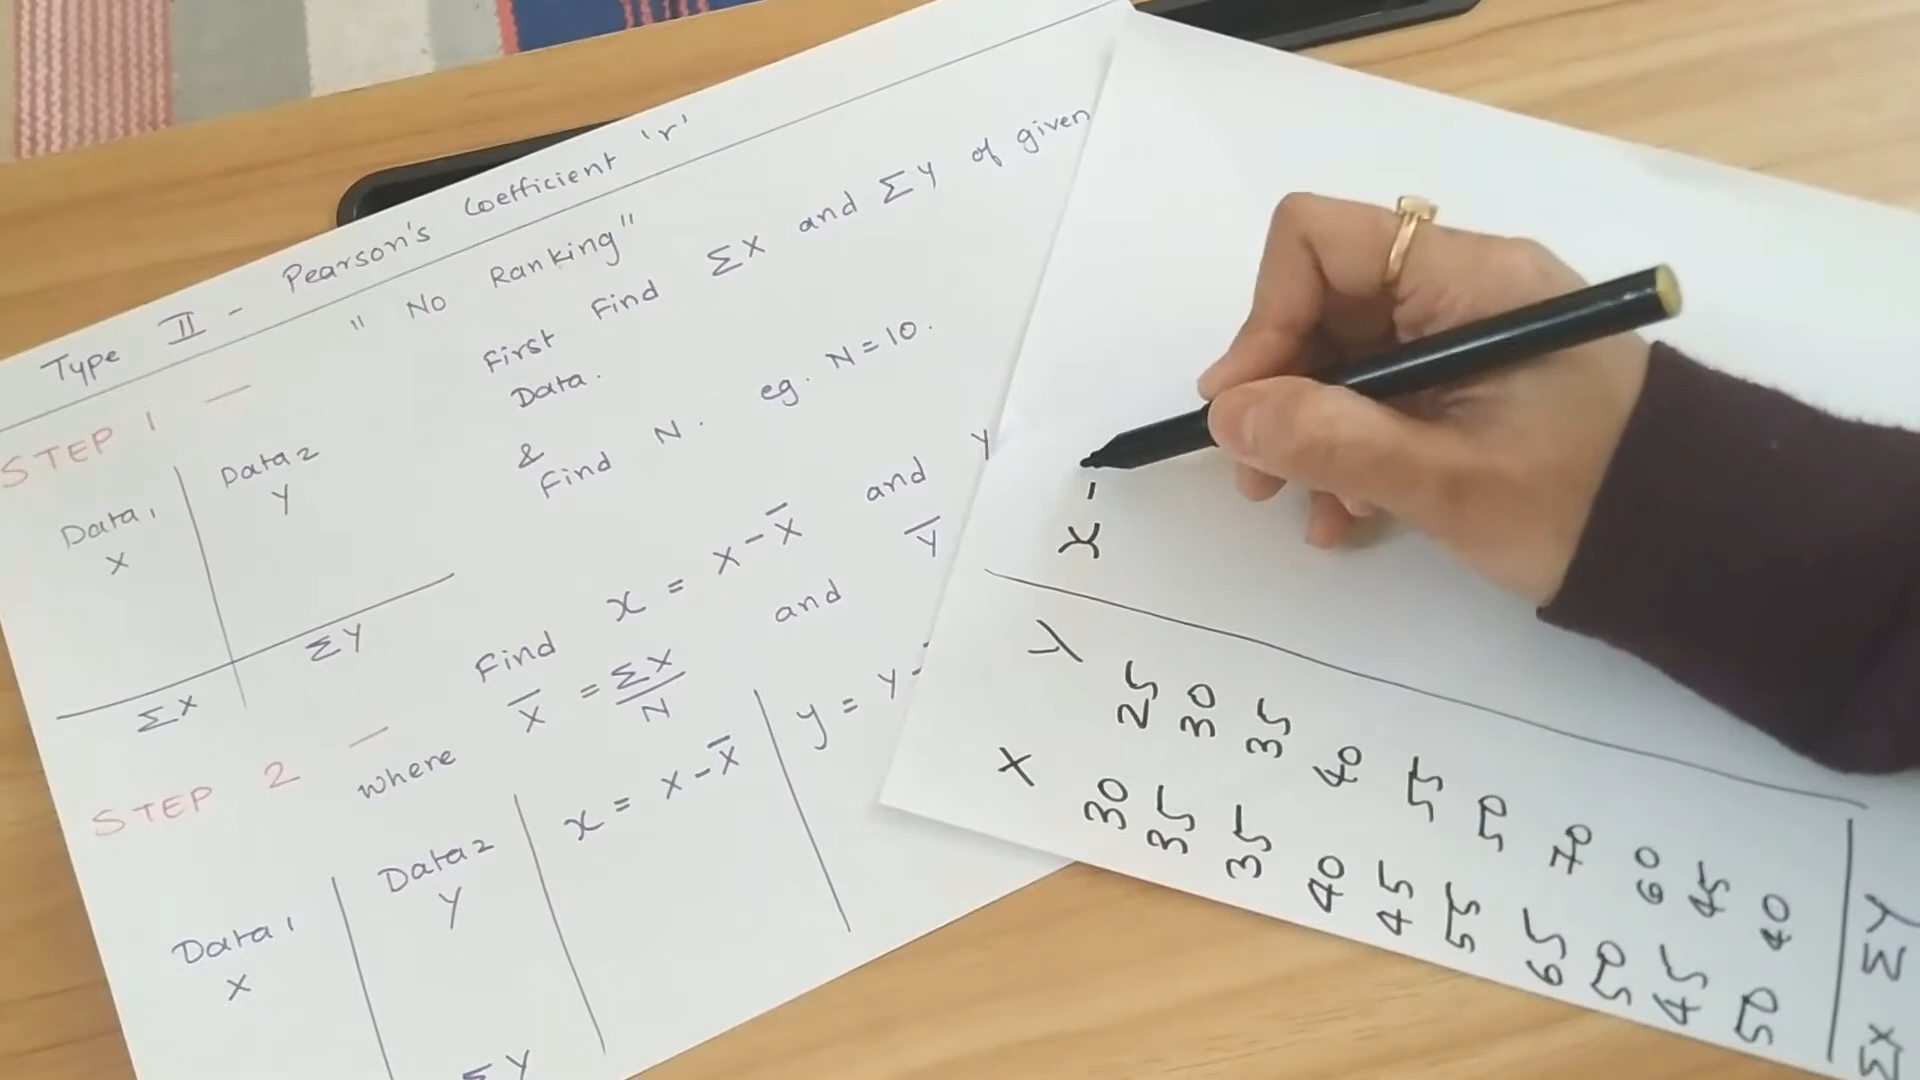 Type II - Pearson's Coefficient 'r'
" No Ranking"
STEP 1 — First Find ΣX and ΣY of given
Data.
&
Find N. eg. N = 10.
Data 1 Data 2
X Y
ΣX ΣY
STEP 2 — Find x = X - X̄ and Y
where X̄ = ΣX/N and Ȳ
Data 1 Data 2 x = X - X̄ y = Y -
X Y
ΣY
X Y X -
30 25
35 30
35 35
40 40
45 55
55 50
65 70
50 60
45 45
50 40
ΣX ΣY